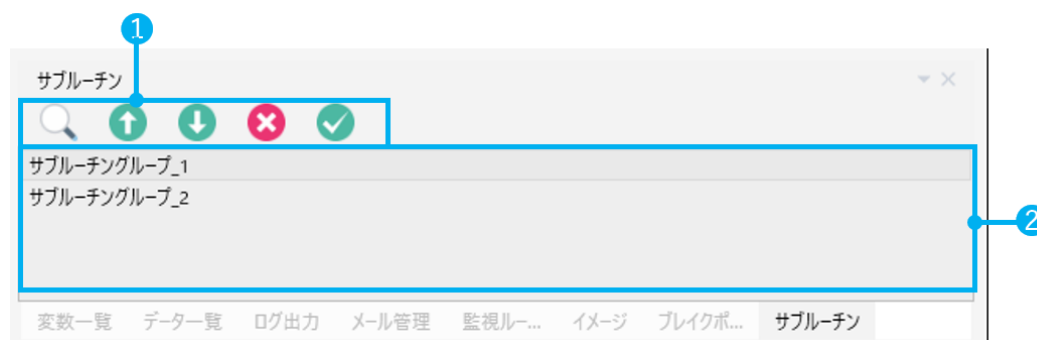 1
サブルーチン
サブルーチングループ_1
サブルーチングループ_2
2
変数一覧 データ一覧 ログ出力 メール管理 監視ルー... イメージ ブレイクポ... サブルーチン